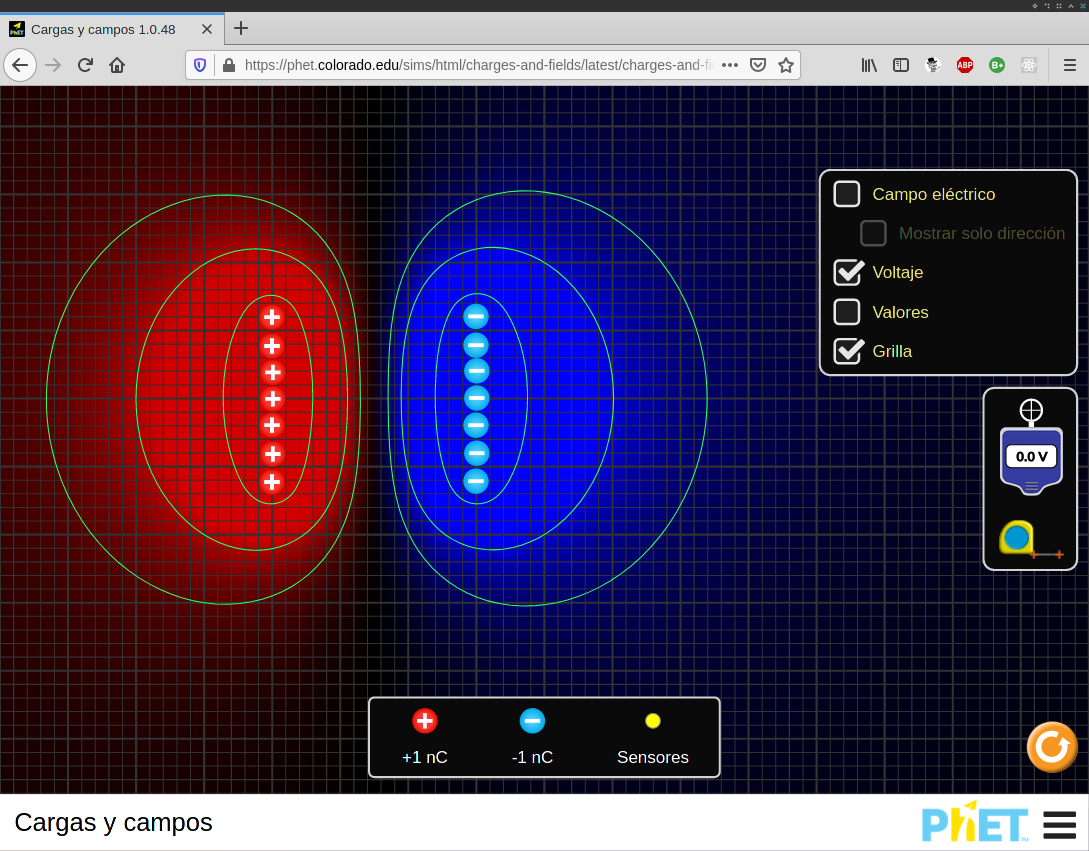 Cargas y campos 1.0.48
https://phet.colorado.edu/sims/html/charges-and-fields/latest/charges-and-fi
ABP
B+
Campo eléctrico
Mostrar solo dirección
Voltaje
Valores
Grilla
0.0 V
+1 nC
-1 nC
Sensores
Cargas y campos
PhET